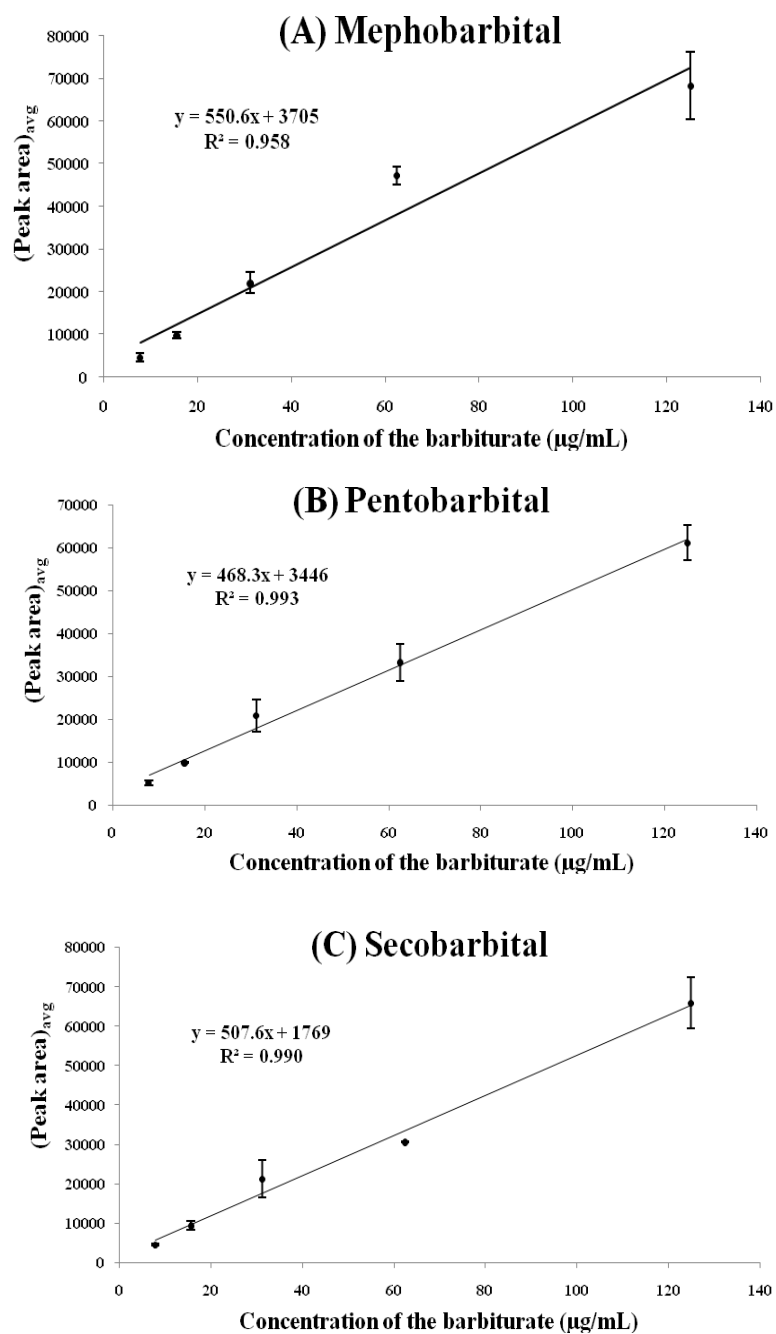 (A) Mephobarbital
80000
70000
60000
50000
40000
30000
20000
10000
0
(Peak area)avg
y = 550.6x + 3705
R² = 0.958
0 20 40 60 80 100 120 140
Concentration of the barbiturate (µg/mL)
(B) Pentobarbital
70000
60000
50000
40000
30000
20000
10000
0
(Peak area)avg
y = 468.3x + 3446
R² = 0.993
0 20 40 60 80 100 120 140
Concentration of the barbiturate (µg/mL)
(C) Secobarbital
80000
70000
60000
50000
40000
30000
20000
10000
0
(Peak area)avg
y = 507.6x + 1769
R² = 0.990
0 20 40 60 80 100 120 140
Concentration of the barbiturate (µg/mL)